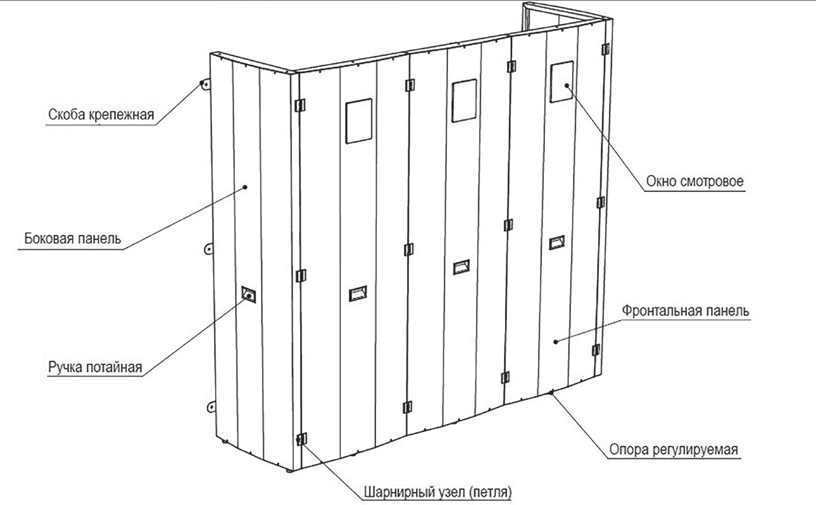 Скоба крепежная
Окно смотровое
Боковая панель
Фронтальная панель
Ручка потайная
Опора регулируемая
Шарнирный узел (петля)